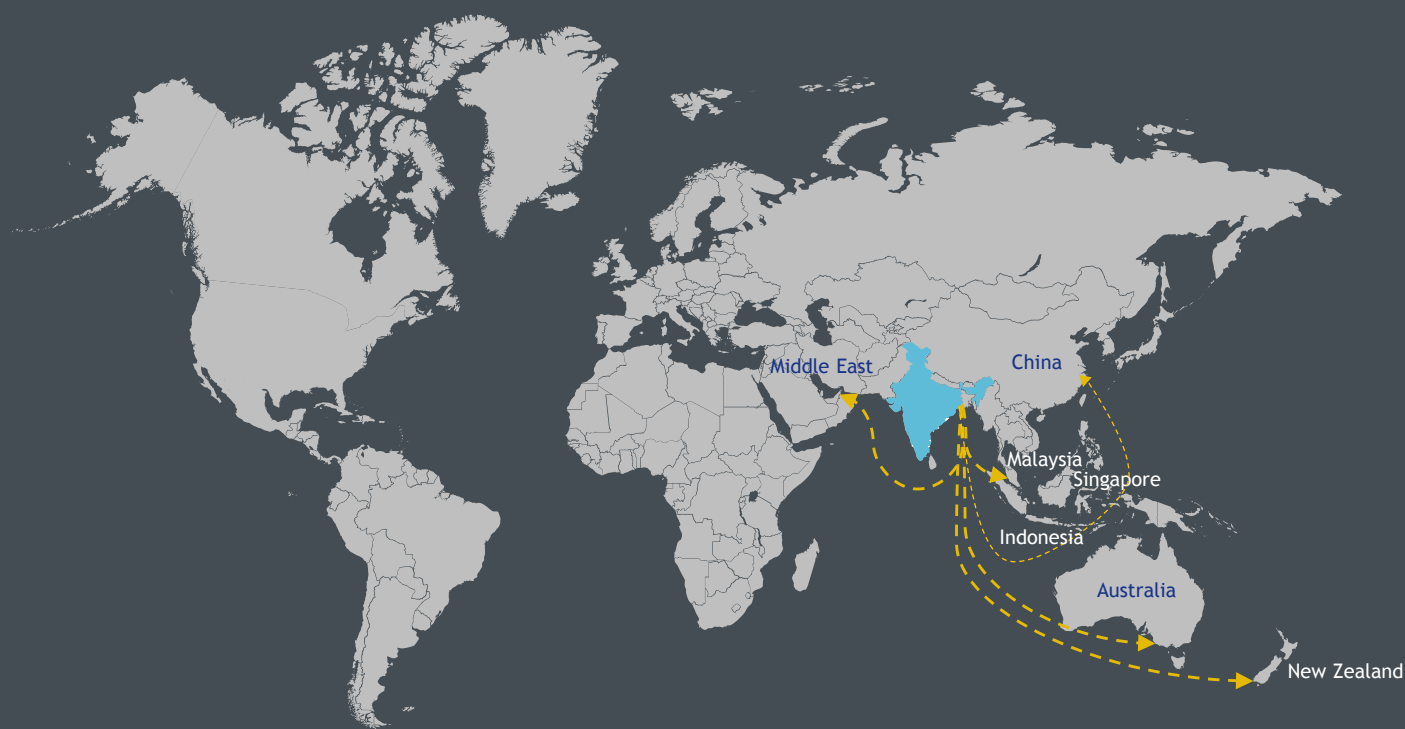 Middle East
China
Malaysia
Singapore
Indonesia
Australia
New Zealand